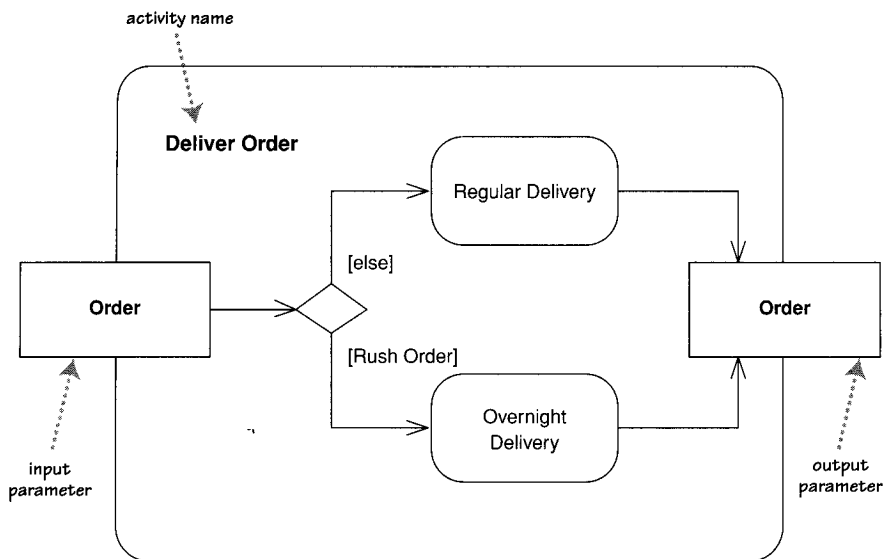 activity name
Deliver Order
Regular Delivery
[else]
Order
Order
[Rush Order]
Overnight
Delivery
input
parameter
output
parameter